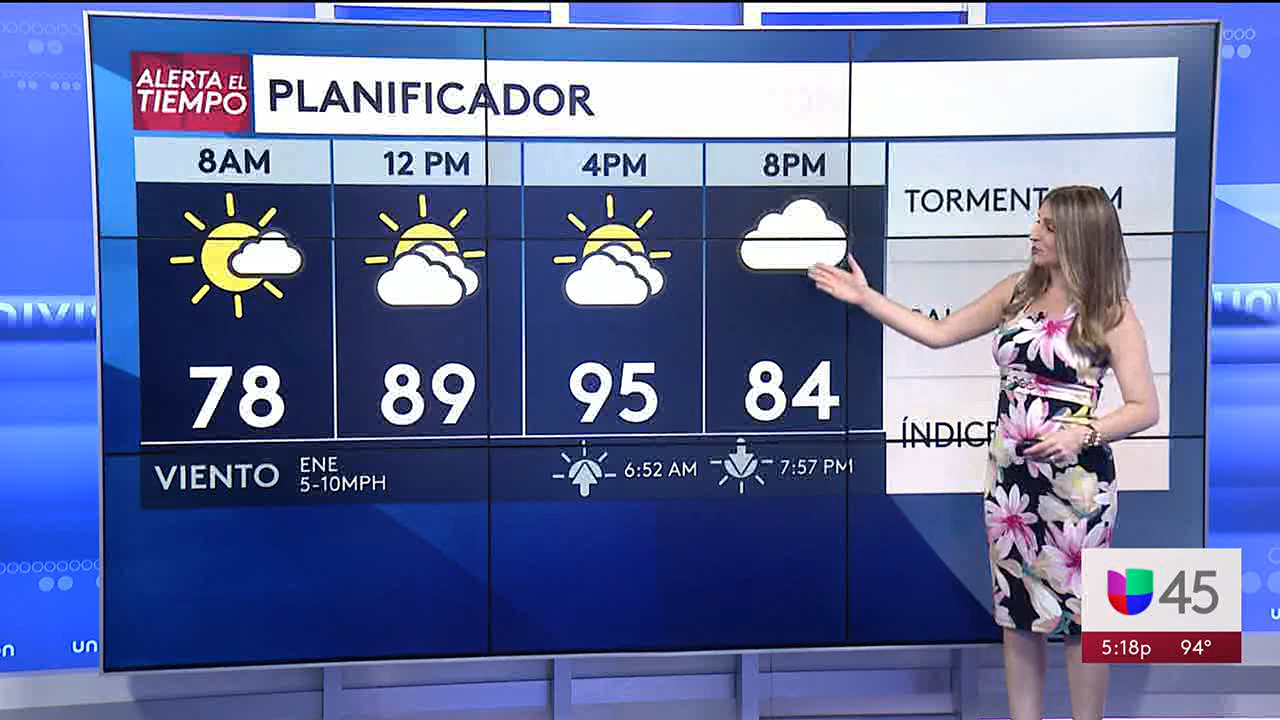 ALERTA EL
TIEMPO
PLANIFICADOR
8AM
12 PM
4PM
8PM
78
89
95
84
VIENTO
ENE
5-10MPH
6:52 AM
7:57 PM
45
5:18p
94°